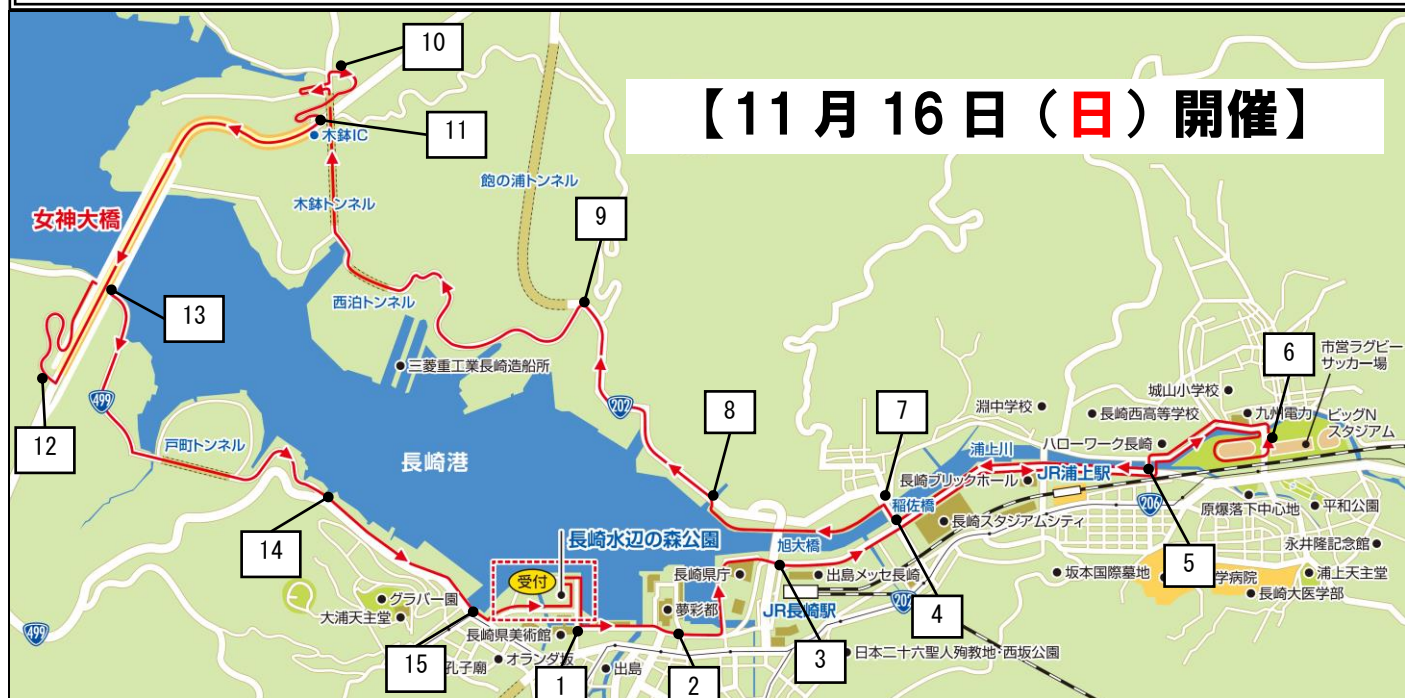 【11月16日（日）開催】
10
11
木鉢IC
飽の浦トンネル
木鉢トンネル
9
女神大橋
西泊トンネル
13
三菱重工業長崎造船所
6
市営ラグビー
サッカー場
城山小学校
淵中学校
長崎西高等学校
九州電力
ビッグN
スタジアム
12
499
202
8
7
ハローワーク長崎
戸町トンネル
長崎港
浦上川
JR浦上駅
長崎ブリックホール
206
原爆落下中心地
平和公園
稲佐橋
長崎スタジアムシティ
永井隆記念館
14
長崎水辺の森公園
旭大橋
5
受付
長崎県庁
出島メッセ長崎
坂本国際墓地
学病院
浦上天主堂
長崎大医学部
グラバー園
大浦天主堂
夢彩都
JR長崎駅
202
4
499
長崎県美術館
15
孔子廟
オランダ坂
出島
1
2
3
日本二十六聖人殉教地・西坂公園